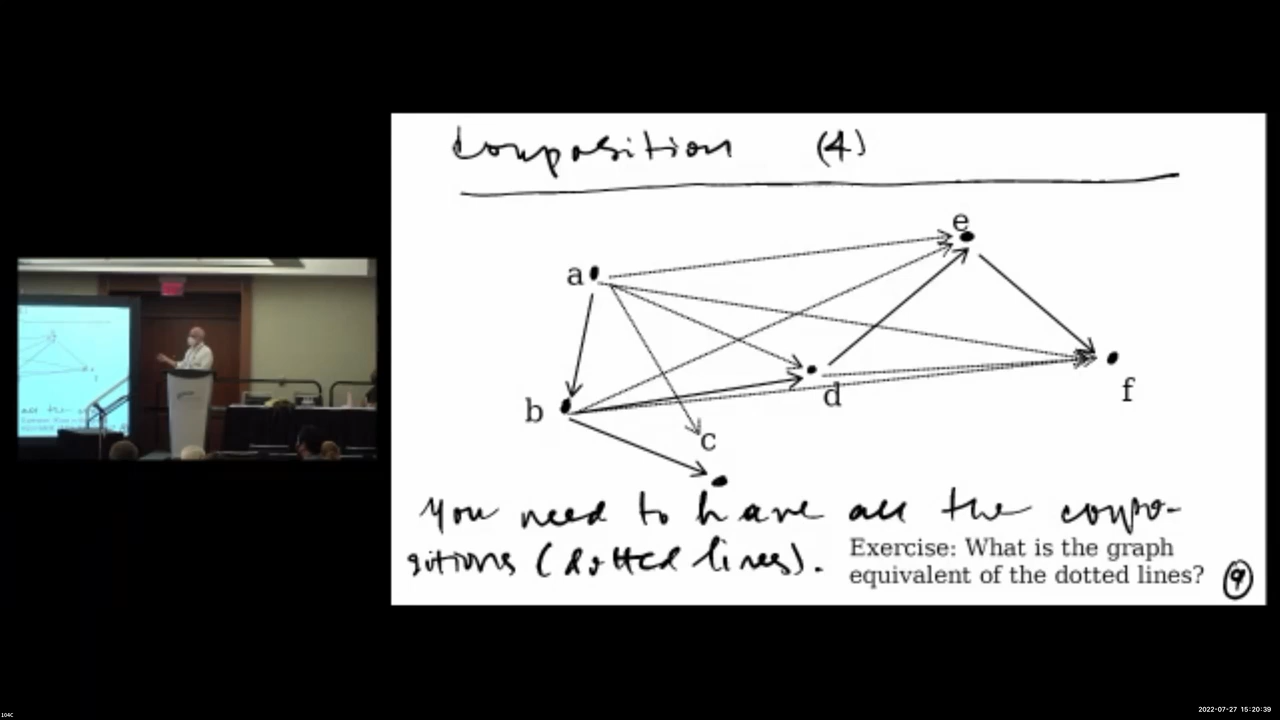 Composition (4)
e
a
d
b
f
c
You need to have all the compo-
sitions (dotted lines).
Exercise: What is the graph
equivalent of the dotted lines?
9
104C
2022-07-27 15:20:39